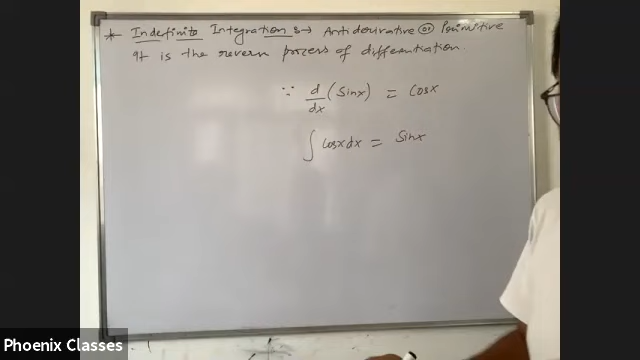 * Indefinite Integration :→ Antiderivative or Primitive
It is the revern process of differentiation.
∵ d/dx (Sinx) = Cosx
∫ cosx dx = Sinx
Phoenix Classes